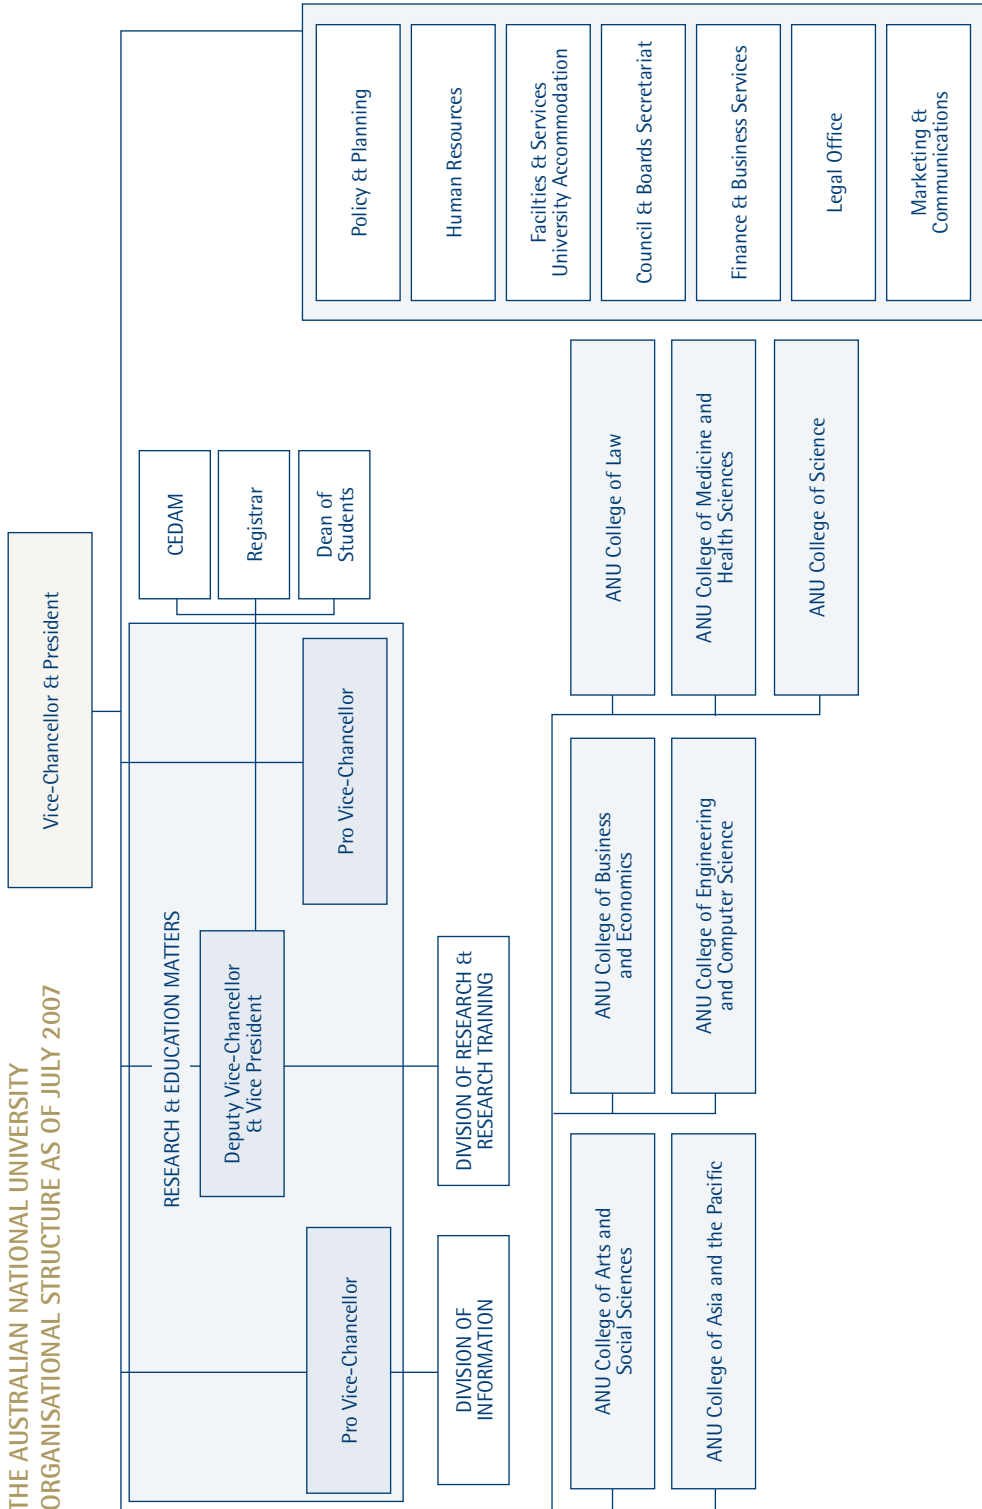 THE AUSTRALIAN NATIONAL UNIVERSITY
ORGANISATIONAL STRUCTURE AS OF JULY 2007
Vice-Chancellor & President
RESEARCH & EDUCATION MATTERS
Pro Vice-Chancellor
Deputy Vice-Chancellor
& Vice President
Pro Vice-Chancellor
CEDAM
Registrar
Dean of
Students
DIVISION OF
INFORMATION
DIVISION OF RESEARCH &
RESEARCH TRAINING
ANU College of Arts and
Social Sciences
ANU College of Asia and the Pacific
ANU College of Business
and Economics
ANU College of Engineering
and Computer Science
ANU College of Law
ANU College of Medicine and
Health Sciences
ANU College of Science
Policy & Planning
Human Resources
Facilties & Services
University Accommodation
Council & Boards Secretariat
Finance & Business Services
Legal Office
Marketing &
Communications